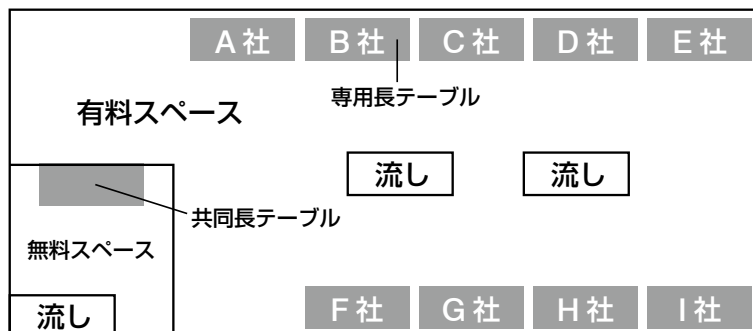 A社 B社 C社 D社 E社
専用長テーブル
有料スペース
流し 流し
共同長テーブル
無料スペース
流し
F社 G社 H社 I社